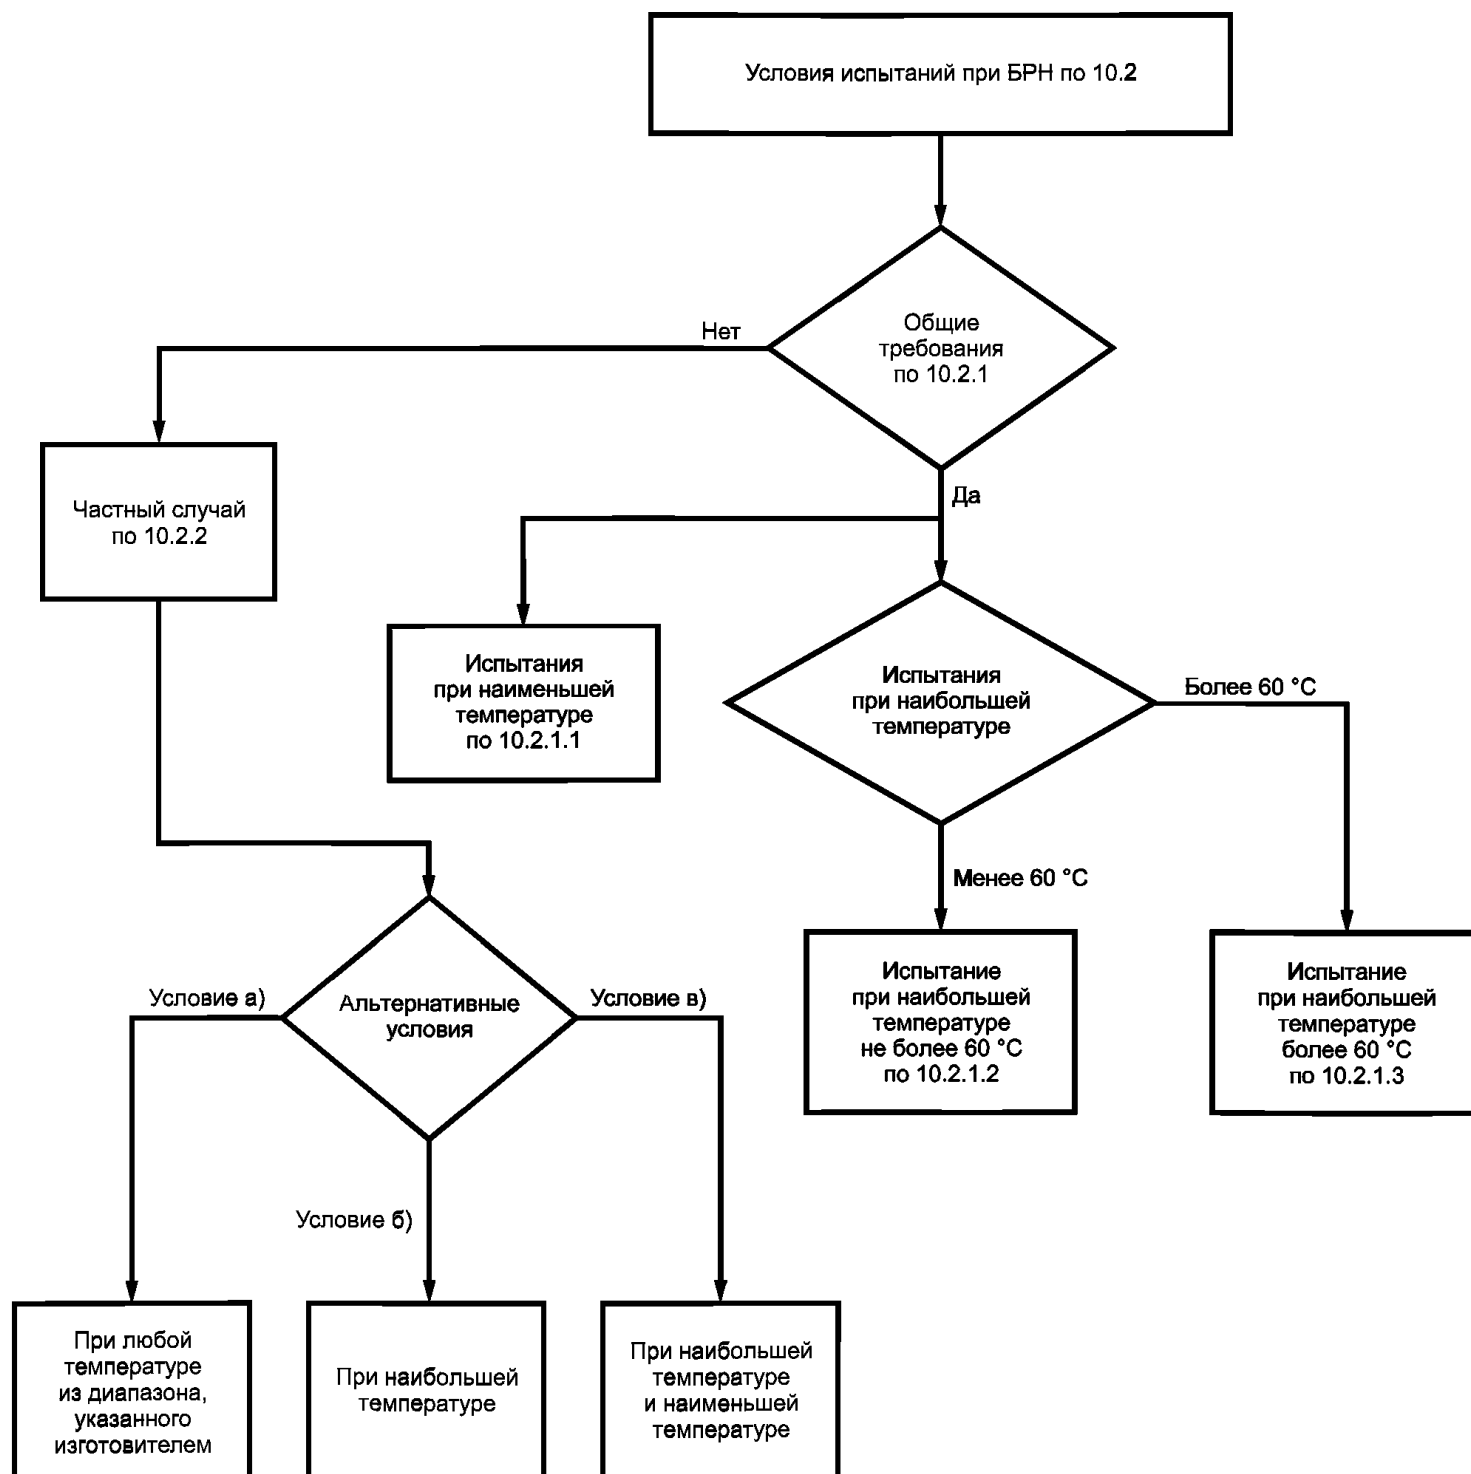 Условия испытаний при БРН по 10.2
Общие
требования
по 10.2.1
Нет
Да
Частный случай
по 10.2.2
Испытания
при наименьшей
температуре
по 10.2.1.1
Испытания
при наибольшей
температуре
Более 60 °С
Менее 60 °С
Испытание
при наибольшей
температуре
не более 60 °С
по 10.2.1.2
Испытание
при наибольшей
температуре
более 60 °С
по 10.2.1.3
Альтернативные
условия
Условие а)
Условие в)
Условие б)
При любой
температуре
из диапазона,
указанного
изготовителем
При наибольшей
температуре
При наибольшей
температуре
и наименьшей
температуре